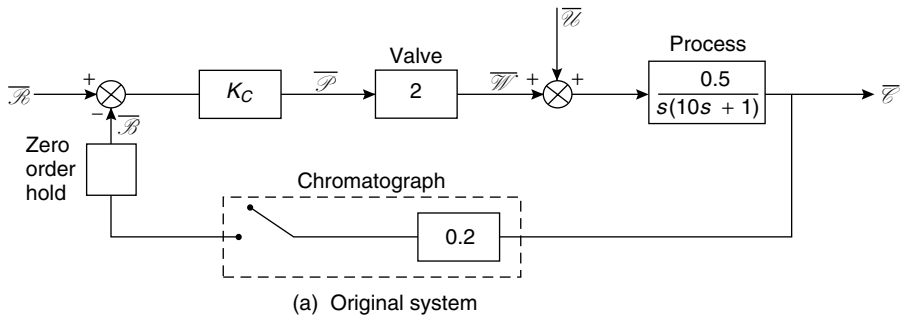 Valve
Process
𝒰̅
ℛ̅
+
−
ℬ̅
K_C
𝒫̅
2
𝒲̅
+
+
0.5
s(10s + 1)
𝒞̅
Zero
order
hold
Chromatograph
0.2
(a) Original system